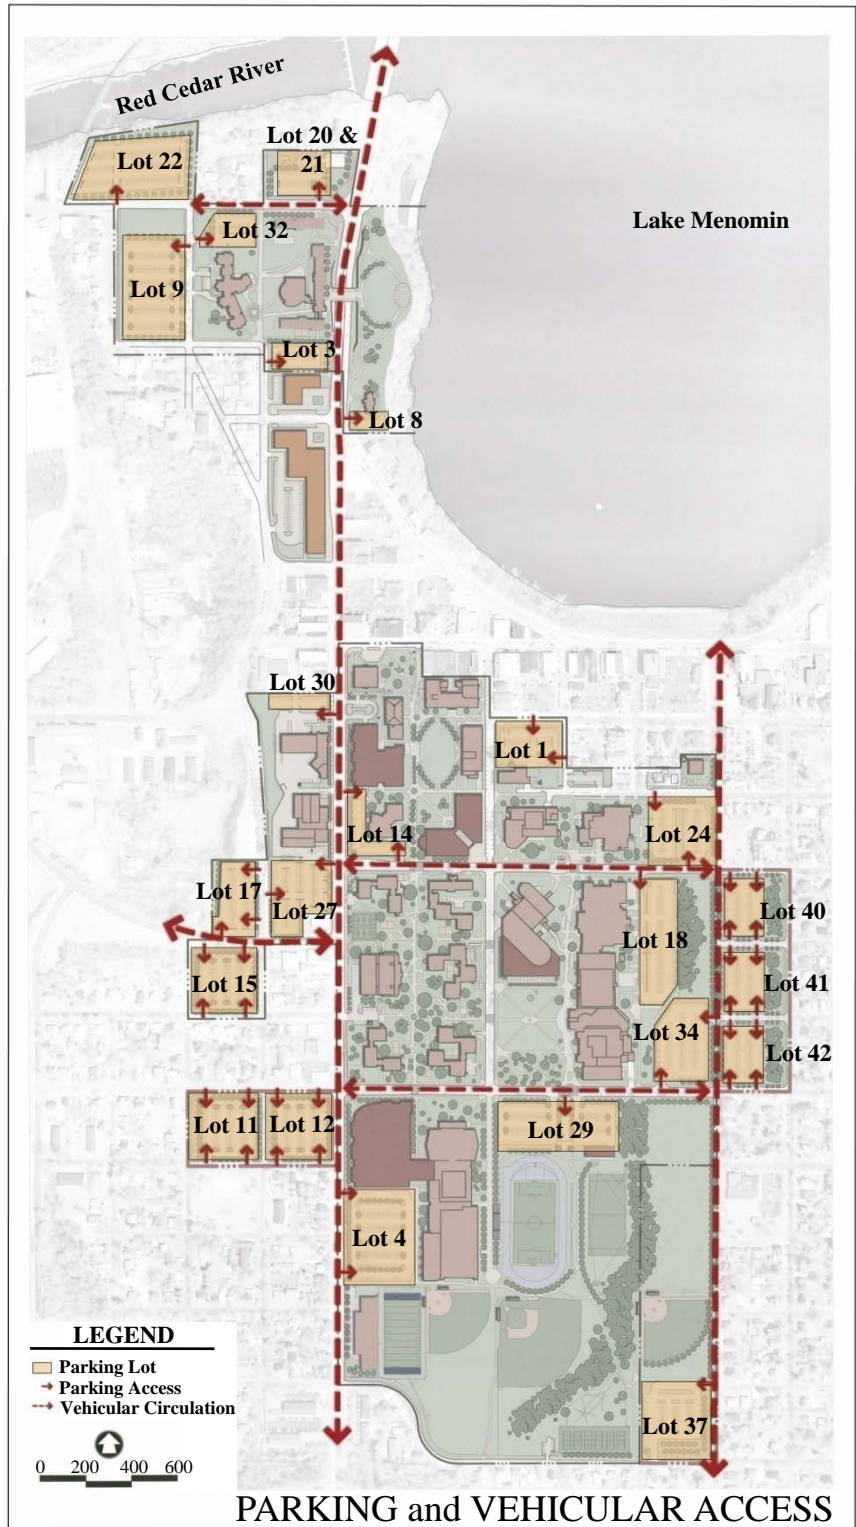 Red Cedar River
Lot 20 &
21
Lot 22
Lake Menomin
Lot 32
Lot 9
Lot 3
Lot 8
Lot 30
Lot 1
Lot 14
Lot 24
Lot 17
Lot 27
Lot 40
Lot 18
Lot 15
Lot 41
Lot 34
Lot 42
Lot 11
Lot 12
Lot 29
Lot 4
LEGEND
Parking Lot
Parking Access
Vehicular Circulation
0 200 400 600
Lot 37
PARKING and VEHICULAR ACCESS